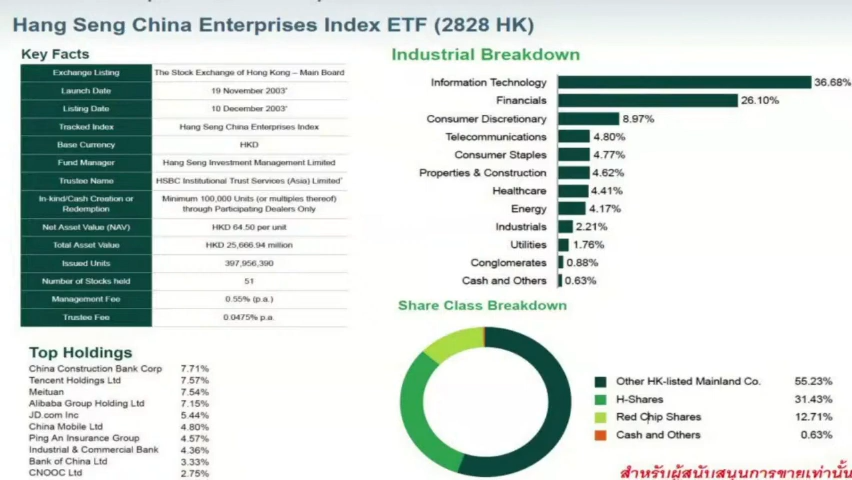 Hang Seng China Enterprises Index ETF (2828 HK)
Key Facts
Exchange Listing The Stock Exchange of Hong Kong – Main Board
Launch Date 19 November 2003*
Listing Date 10 December 2003*
Tracked Index Hang Seng China Enterprises Index
Base Currency HKD
Fund Manager Hang Seng Investment Management Limited
Trustee Name HSBC Institutional Trust Services (Asia) Limited*
In-kind/Cash Creation or Redemption Minimum 100,000 Units (or multiples thereof) through Participating Dealers Only
Net Asset Value (NAV) HKD 64.50 per unit
Total Asset Value HKD 25,666.94 million
Issued Units 397,956,390
Number of Stocks held 51
Management Fee 0.55% (p.a.)
Trustee Fee 0.0475% p.a.
Top Holdings
China Construction Bank Corp 7.71%
Tencent Holdings Ltd 7.57%
Meituan 7.54%
Alibaba Group Holding Ltd 7.15%
JD.com Inc 5.44%
China Mobile Ltd 4.80%
Ping An Insurance Group 4.57%
Industrial & Commercial Bank 4.36%
Bank of China Ltd 3.33%
CNOOC Ltd 2.75%
Industrial Breakdown
Information Technology 36.68%
Financials 26.10%
Consumer Discretionary 8.97%
Telecommunications 4.80%
Consumer Staples 4.77%
Properties & Construction 4.62%
Healthcare 4.41%
Energy 4.17%
Industrials 2.21%
Utilities 1.76%
Conglomerates 0.88%
Cash and Others 0.63%
Share Class Breakdown
Other HK-listed Mainland Co. 55.23%
H-Shares 31.43%
Red Chip Shares 12.71%
Cash and Others 0.63%
สำหรับผู้สนับสนุนการขายเท่านั้น